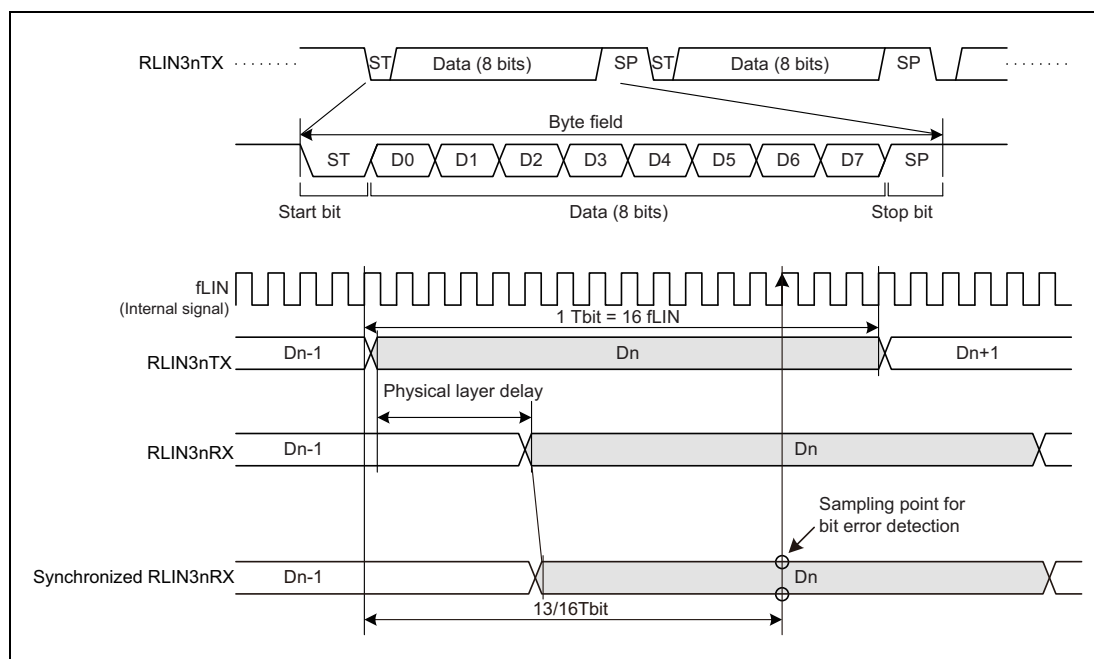 RLIN3nTX ········ ST Data (8 bits) SP ST Data (8 bits) SP ········
Byte field
ST D0 D1 D2 D3 D4 D5 D6 D7 SP
Start bit Data (8 bits) Stop bit
fLIN
(Internal signal)
1 Tbit = 16 fLIN
RLIN3nTX Dn-1 Dn Dn+1
Physical layer delay
RLIN3nRX Dn-1 Dn
Sampling point for
bit error detection
Synchronized RLIN3nRX Dn-1 Dn
13/16Tbit